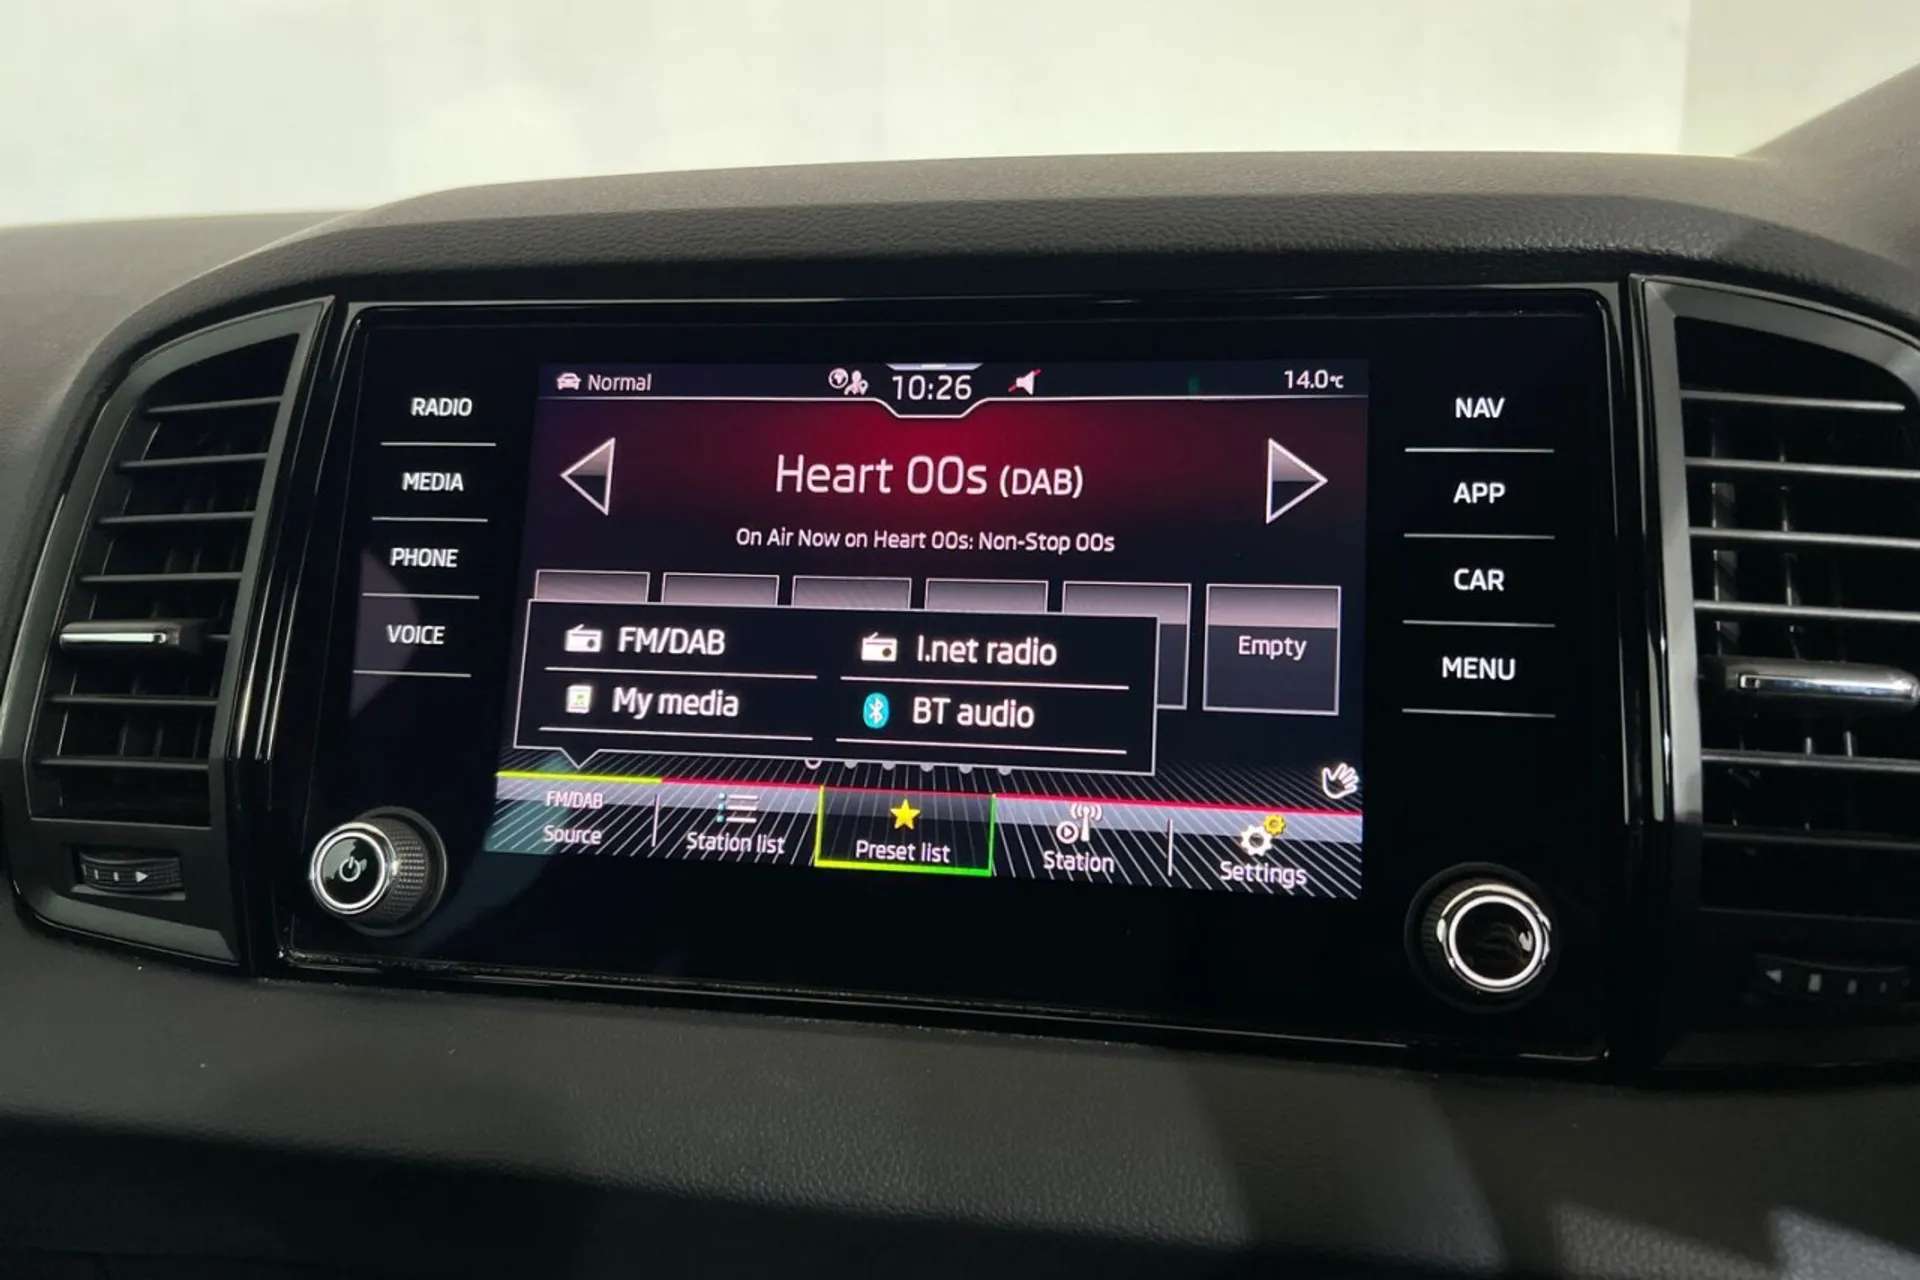 Normal
10:26
14.0°C
RADIO
MEDIA
PHONE
VOICE
Heart 00s (DAB)
On Air Now on Heart 00s: Non-Stop 00s
FM/DAB
I.net radio
My media
BT audio
Empty
FM/DAB
Source
Station list
Preset list
Station
Settings
NAV
APP
CAR
MENU